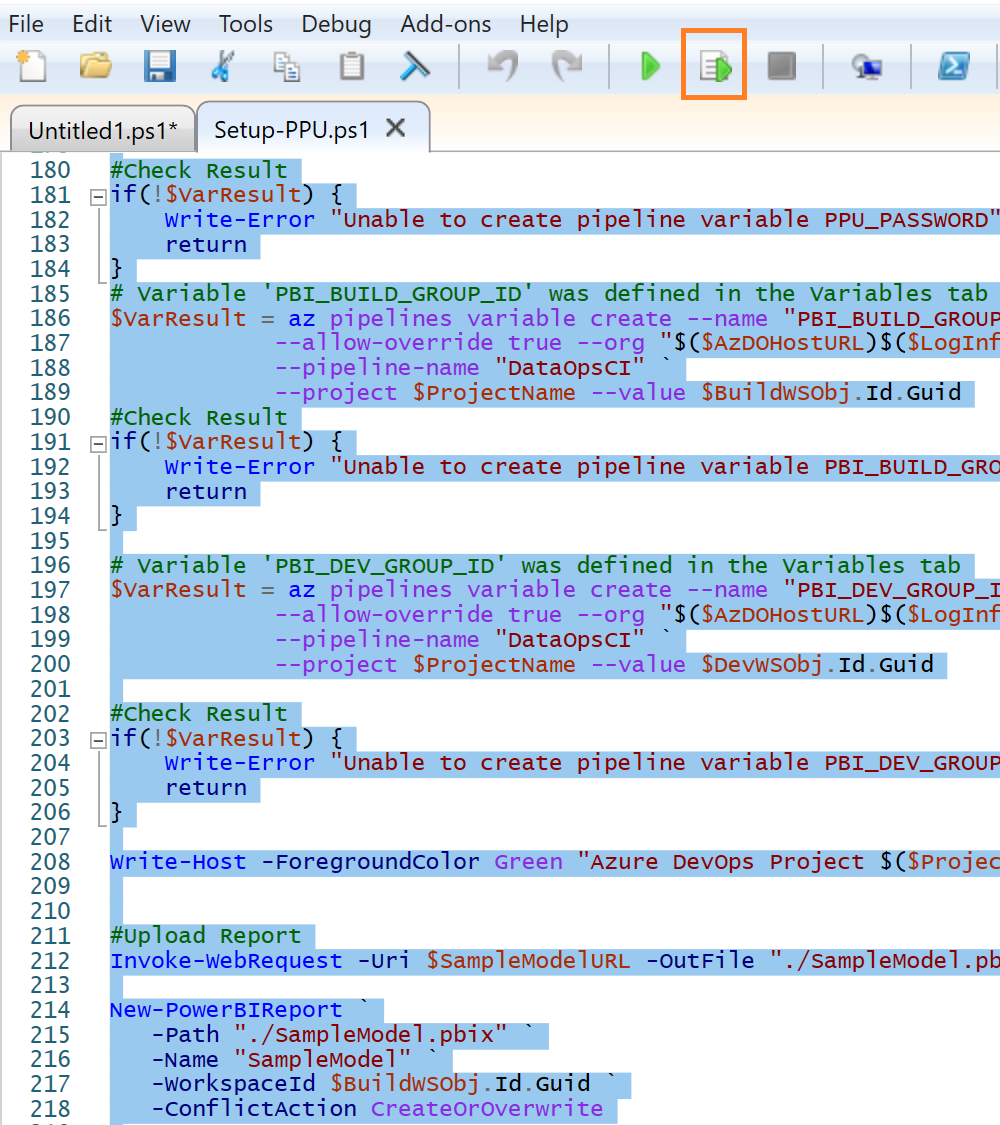 File Edit View Tools Debug Add-ons Help
Untitled1.ps1* Setup-PPU.ps1
180 #Check Result
181 if(!$VarResult) {
182 Write-Error "Unable to create pipeline variable PPU_PASSWORD"
183 return
184 }
185 # Variable 'PBI_BUILD_GROUP_ID' was defined in the Variables tab
186 $VarResult = az pipelines variable create --name "PBI_BUILD_GROUP
187 --allow-override true --org "$($AzDOHostURL)$($LogInf
188 --pipeline-name "DataOpsCI" `
189 --project $ProjectName --value $BuildWSObj.Id.Guid
190 #Check Result
191 if(!$VarResult) {
192 Write-Error "Unable to create pipeline variable PBI_BUILD_GRO
193 return
194 }
195
196 # Variable 'PBI_DEV_GROUP_ID' was defined in the Variables tab
197 $VarResult = az pipelines variable create --name "PBI_DEV_GROUP_I
198 --allow-override true --org "$($AzDOHostURL)$($LogInf
199 --pipeline-name "DataOpsCI" `
200 --project $ProjectName --value $DevWSObj.Id.Guid
201
202 #Check Result
203 if(!$VarResult) {
204 Write-Error "Unable to create pipeline variable PBI_DEV_GROUP
205 return
206 }
207
208 Write-Host -ForegroundColor Green "Azure DevOps Project $($Projec
209
210
211 #Upload Report
212 Invoke-WebRequest -Uri $SampleModelURL -OutFile "./SampleModel.pb
213
214 New-PowerBIReport `
215 -Path "./SampleModel.pbix" `
216 -Name "SampleModel" `
217 -WorkspaceId $BuildWSObj.Id.Guid `
218 -ConflictAction CreateOrOverwrite